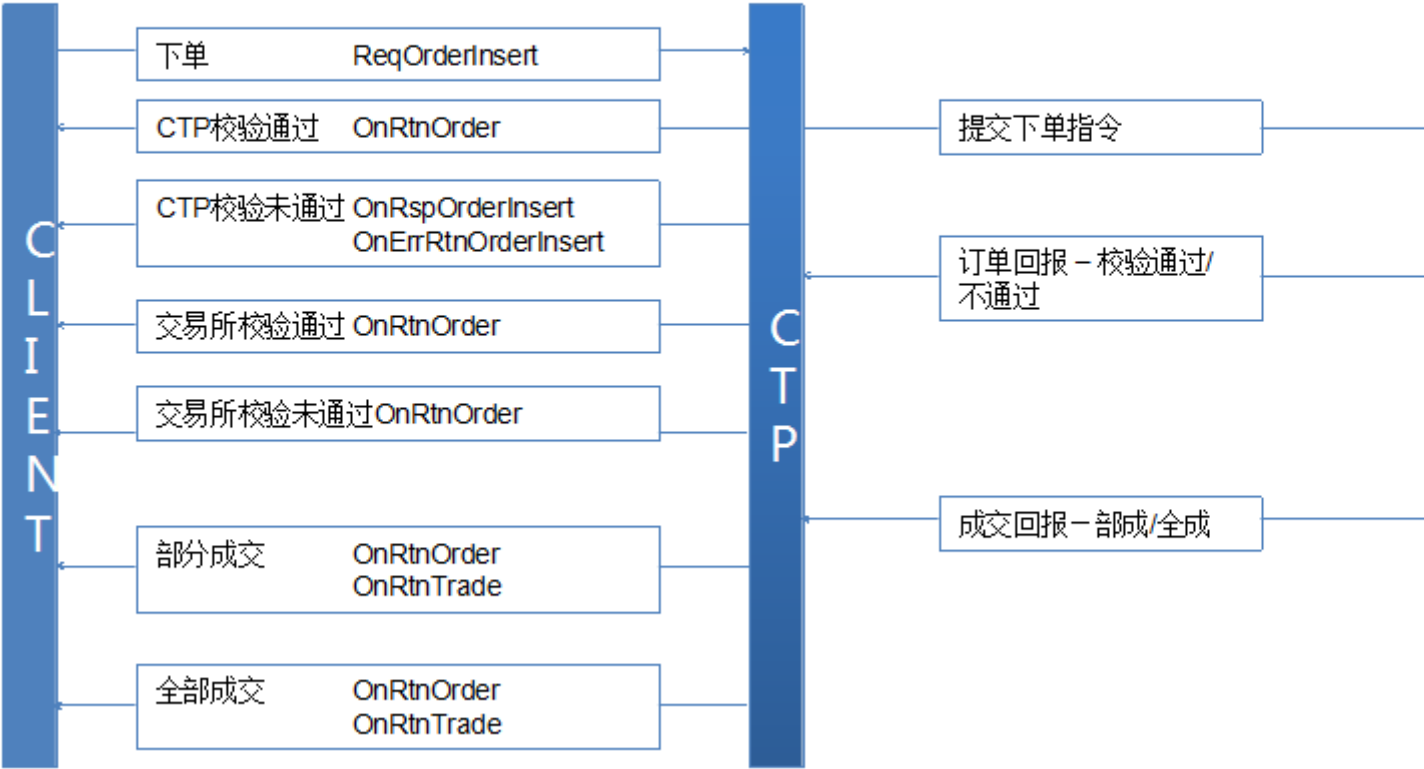 下单 ReqOrderInsert
CTP校验通过 OnRtnOrder
CTP校验未通过 OnRspOrderInsert
OnErrRtnOrderInsert
交易所校验通过 OnRtnOrder
交易所校验未通过OnRtnOrder
部分成交 OnRtnOrder
OnRtnTrade
全部成交 OnRtnOrder
OnRtnTrade
CLIENT
CTP
提交下单指令
订单回报－校验通过/
不通过
成交回报－部成/全成